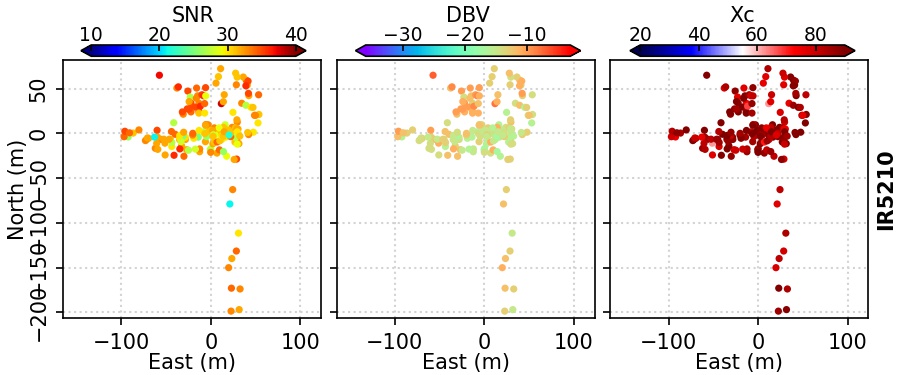 SNR DBV Xc
10 20 30 40 −30 −20 −10 20 40 60 80
North (m)
50
0
−50
−100
−150
−200
IR5210
−100 0 100 −100 0 100 −100 0 100
East (m) East (m) East (m)